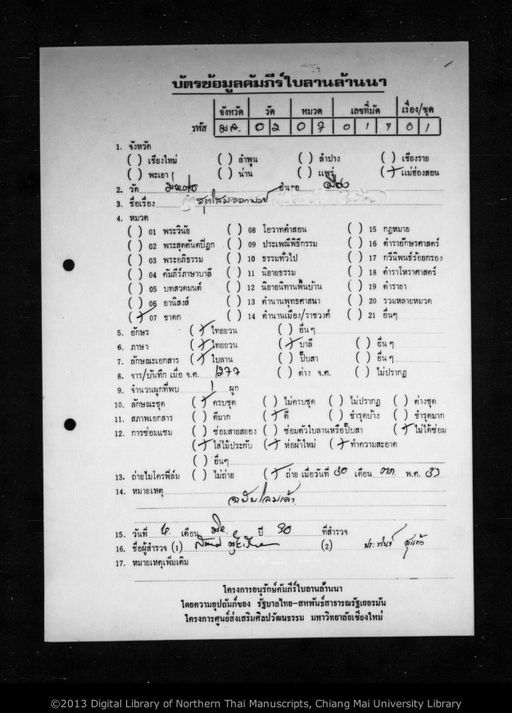 บัตรข้อมูลคัมภีร์ใบลานล้านนา
จังหวัด วัด หมวด เลขที่มัด เรื่อง/ชุด
รหัส มส. 02 07 01 01
1. จังหวัด
( ) เชียงใหม่ ( ) ลำพูน ( ) ลำปาง ( ) เชียงราย
( ) พะเยา ( ) น่าน ( ) แพร่ (/) แม่ฮ่องสอน
2. วัด อำเภอ เมือง
3. ชื่อเรื่อง
4. หมวด
( ) 01 พระวินัย ( ) 08 โอวาทคำสอน ( ) 15 กฎหมาย
( ) 02 พระสุตตันตปิฎก ( ) 09 ประเพณีพิธีกรรม ( ) 16 ตำราอักษรศาสตร์
( ) 03 พระอภิธรรม ( ) 10 ธรรมทั่วไป ( ) 17 กวีนิพนธ์ร้อยกรอง
( ) 04 คัมภีร์ภาษาบาลี ( ) 11 นิยายธรรม ( ) 18 ตำราโหราศาสตร์
( ) 05 บทสวดมนต์ ( ) 12 นิยายนิทานพื้นบ้าน ( ) 19 ตำรายา
( ) 06 อานิสงส์ ( ) 13 ตำนานพุทธศาสนา ( ) 20 รวมหลายหมวด
(/) 07 ชาดก ( ) 14 ตำนานเมือง/ราชวงศ์ ( ) 21 อื่นๆ
5. อักษร (/) ไทยยวน ( ) อื่นๆ
6. ภาษา (/) ไทยยวน (/) บาลี ( ) อื่น ๆ
7. ลักษณะเอกสาร (/) ใบลาน ( ) ปั๊บสา ( ) อื่น ๆ
8. จาร/บันทึก เมื่อ จ.ศ. 1277 ( ) ค่าง จ.ศ. ( ) ไม่ปรากฏ
9. จำนวนผูกที่พบ 1 ผูก
10. ลักษณะชุด (/) ครบชุด ( ) ไม่ครบชุด ( ) ไม่ปรากฏ ( ) ค่างชุด
11. สภาพเอกสาร ( ) ดีมาก (/) ดี ( ) ชำรุดบ้าง ( ) ชำรุดมาก
12. การซ่อมแซม ( ) ซ่อมสายสยอง ( ) ซ่อมตัวใบลานหรือปั๊บสา (/) ไม่ได้ซ่อม
(/) ใส่ไม้ประกับ (/) ห่อผ้าใหม่ (/) ทำความสะอาด
( ) อื่นๆ
13. ถ่ายไมโครฟิล์ม ( ) ไม่ถ่าย (/) ถ่าย เมื่อวันที่ 30 เดือน พ.ศ.
14. หมายเหตุ
15. วันที่ เดือน ปี 30 ที่สำรวจ
16. ชื่อผู้สำรวจ (1) (2)
17. หมายเหตุเพิ่มเติม
โครงการอนุรักษ์คัมภีร์ใบลานล้านนา
โดยความอุปถัมภ์ของ รัฐบาลไทย-สหพันธ์สาธารณรัฐเยอรมัน
โครงการศูนย์ส่งเสริมศิลปวัฒนธรรม มหาวิทยาลัยเชียงใหม่
©2013 Digital Library of Northern Thai Manuscripts, Chiang Mai University Library